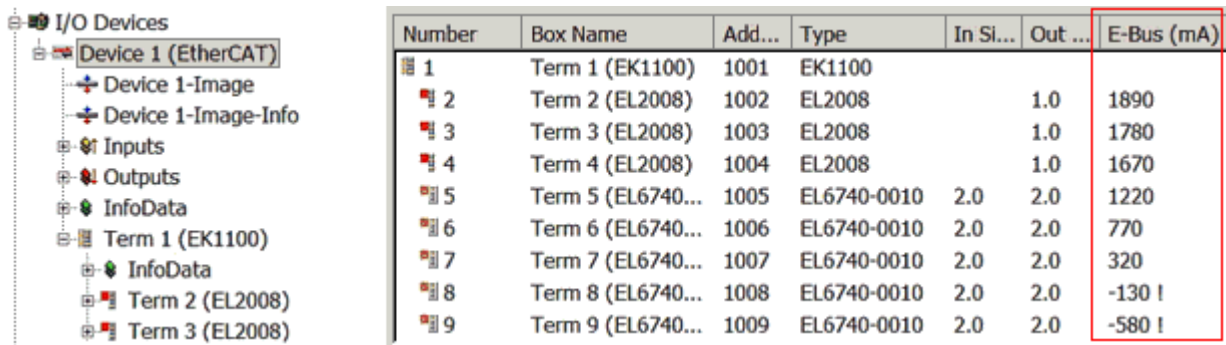 I/O Devices
Device 1 (EtherCAT)
Device 1-Image
Device 1-Image-Info
Inputs
Outputs
InfoData
Term 1 (EK1100)
InfoData
Term 2 (EL2008)
Term 3 (EL2008)
Number Box Name Add... Type In Si... Out ... E-Bus (mA)
1 Term 1 (EK1100) 1001 EK1100
2 Term 2 (EL2008) 1002 EL2008 1.0 1890
3 Term 3 (EL2008) 1003 EL2008 1.0 1780
4 Term 4 (EL2008) 1004 EL2008 1.0 1670
5 Term 5 (EL6740... 1005 EL6740-0010 2.0 2.0 1220
6 Term 6 (EL6740... 1006 EL6740-0010 2.0 2.0 770
7 Term 7 (EL6740... 1007 EL6740-0010 2.0 2.0 320
8 Term 8 (EL6740... 1008 EL6740-0010 2.0 2.0 -130 !
9 Term 9 (EL6740... 1009 EL6740-0010 2.0 2.0 -580 !